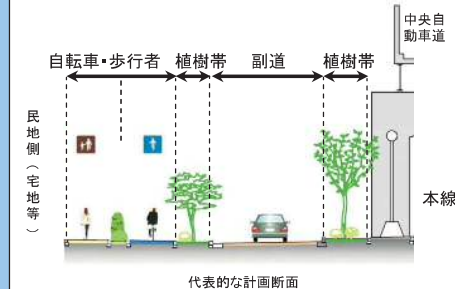 中央自
動車道
自転車・歩行者 植樹帯 副道 植樹帯
民地側（宅地等）
本線
代表的な計画断面